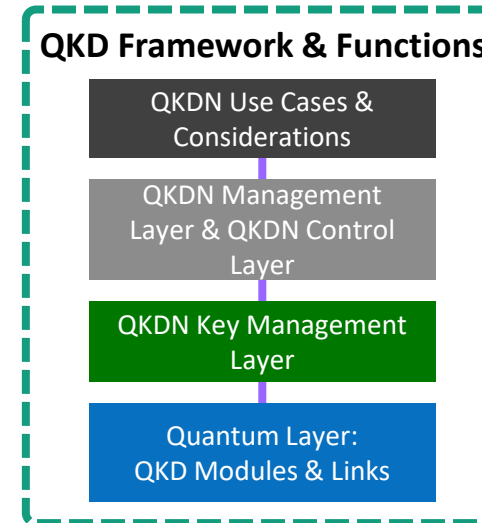 QKD Framework & Functions
QKDN Use Cases &
Considerations
QKDN Management
Layer & QKDN Control
Layer
QKDN Key Management
Layer
Quantum Layer:
QKD Modules & Links